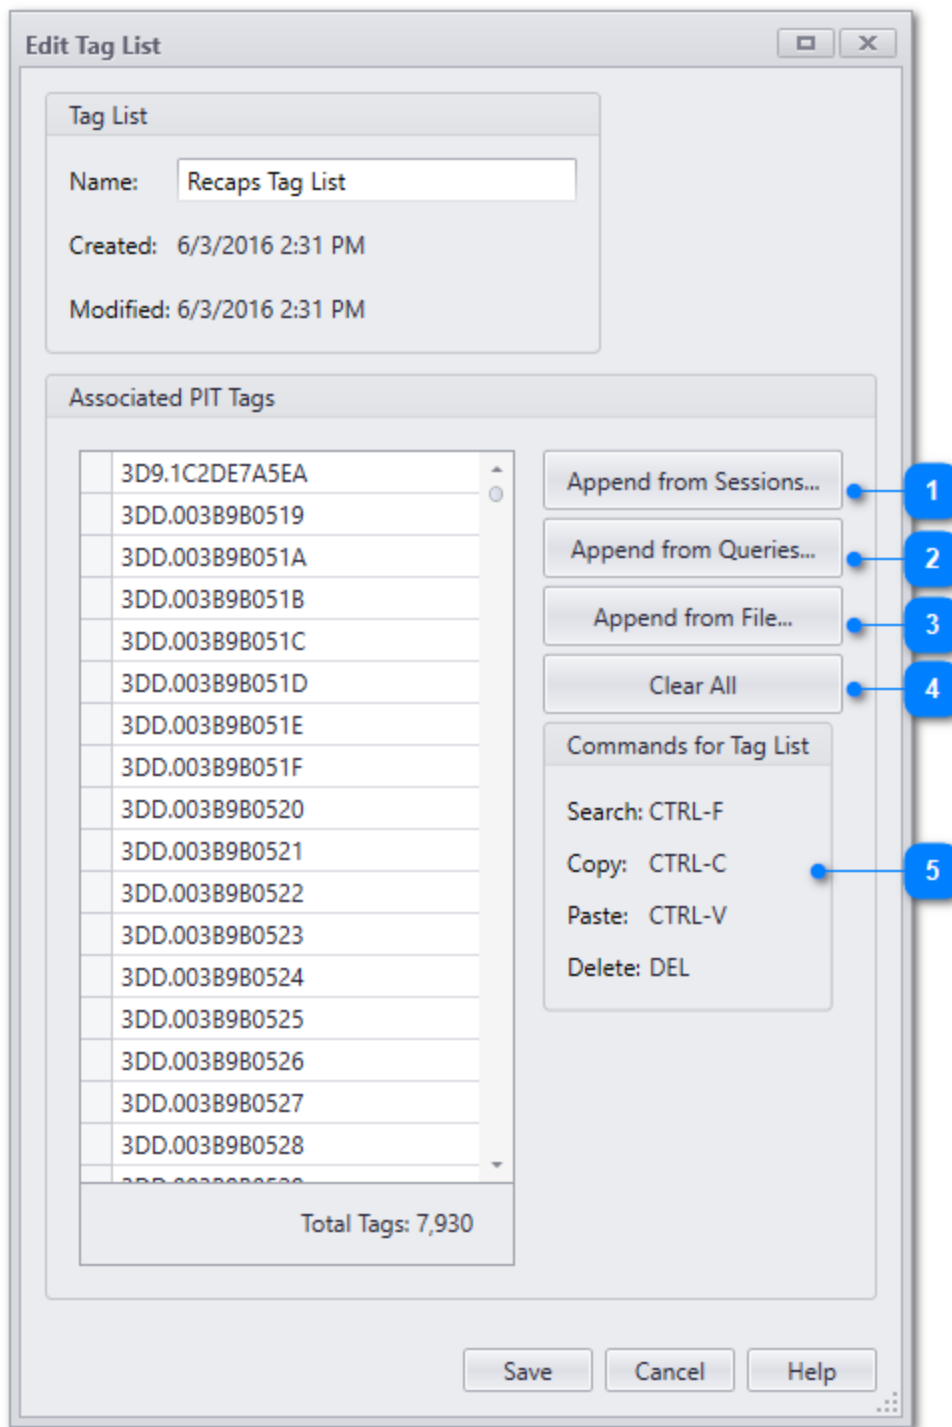 Edit Tag List
Tag List
Name: Recaps Tag List
Created: 6/3/2016 2:31 PM
Modified: 6/3/2016 2:31 PM
Associated PIT Tags
3D9.1C2DE7A5EA
3DD.003B9B0519
3DD.003B9B051A
3DD.003B9B051B
3DD.003B9B051C
3DD.003B9B051D
3DD.003B9B051E
3DD.003B9B051F
3DD.003B9B0520
3DD.003B9B0521
3DD.003B9B0522
3DD.003B9B0523
3DD.003B9B0524
3DD.003B9B0525
3DD.003B9B0526
3DD.003B9B0527
3DD.003B9B0528
Total Tags: 7,930
Append from Sessions... 1
Append from Queries... 2
Append from File... 3
Clear All 4
Commands for Tag List
Search: CTRL-F
Copy: CTRL-C
5
Paste: CTRL-V
Delete: DEL
Save Cancel Help